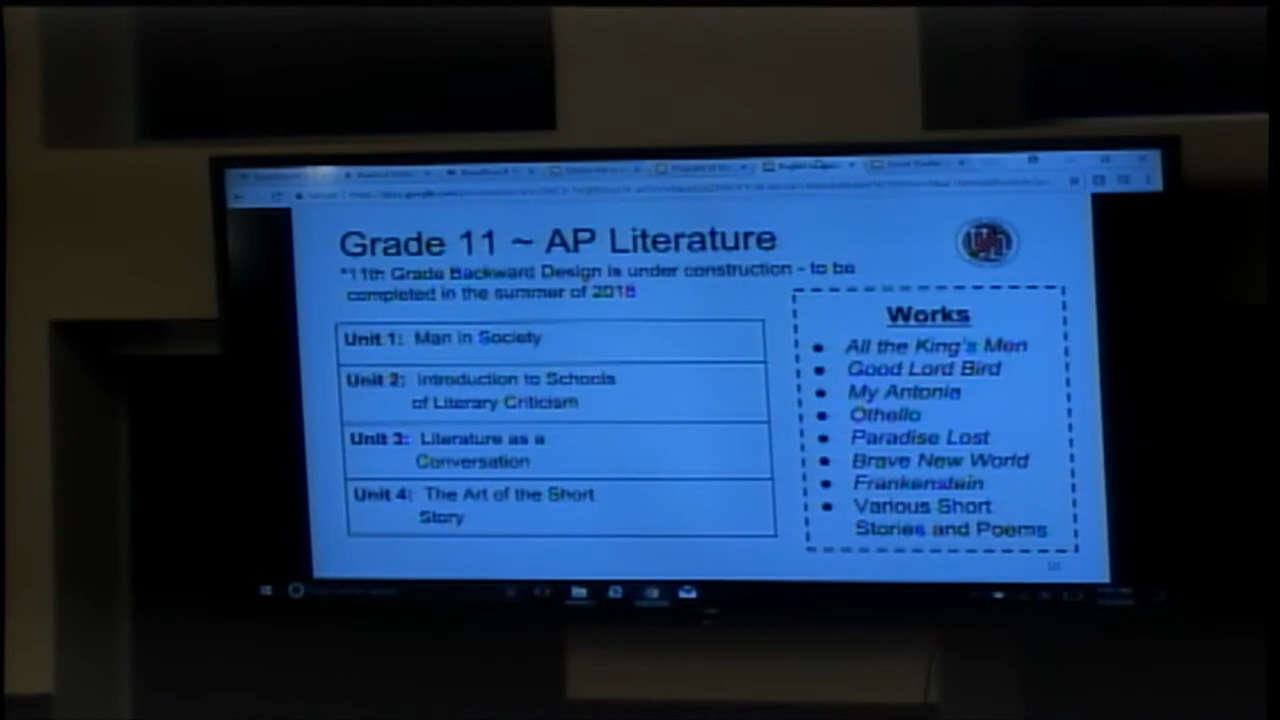 Grade 11 ~ AP Literature
*11th Grade Backward Design is under construction - to be
completed in the summer of 2018
Unit 1: Man in Society
Unit 2: Introduction to Schools
of Literary Criticism
Unit 3: Literature as a
Conversation
Unit 4: The Art of the Short
Story
Works
• All the King's Men
• Good Lord Bird
• My Antonia
• Othello
• Paradise Lost
• Brave New World
• Frankenstein
• Various Short
Stories and Poems